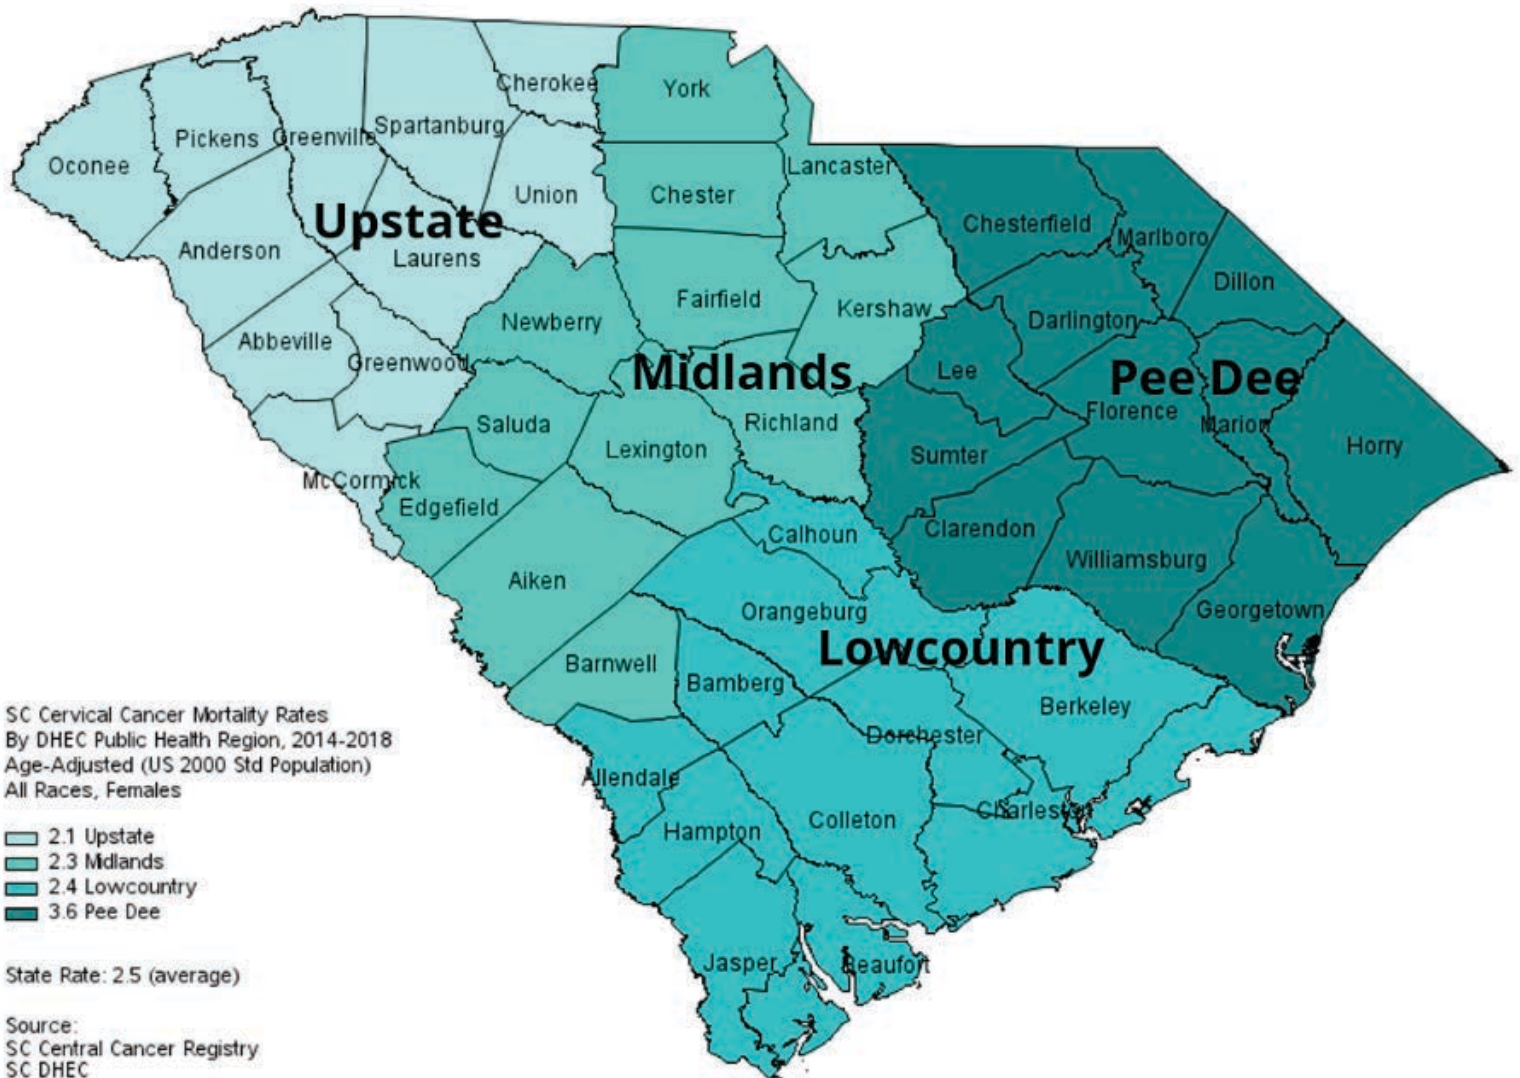 Cherokee
York
Spartanburg
Pickens
Greenville
Oconee
Lancaster
Union
Chester
Upstate
Chesterfield
Marlboro
Anderson
Laurens
Dillon
Fairfield
Kershaw
Newberry
Darlington
Abbeville
Greenwood
Midlands
Lee
Pee Dee
Florence
Saluda
Richland
Marion
Horry
Lexington
Sumter
McCormick
Edgefield
Calhoun
Clarendon
Williamsburg
Aiken
Orangeburg
Georgetown
Lowcountry
Barnwell
Bamberg
Berkeley
Dorchester
Allendale
Charleston
Hampton
Colleton
Jasper
Beaufort
SC Cervical Cancer Mortality Rates
By DHEC Public Health Region, 2014-2018
Age-Adjusted (US 2000 Std Population)
All Races, Females
2.1 Upstate
2.3 Midlands
2.4 Lowcountry
3.6 Pee Dee
State Rate: 2.5 (average)
Source:
SC Central Cancer Registry
SC DHEC